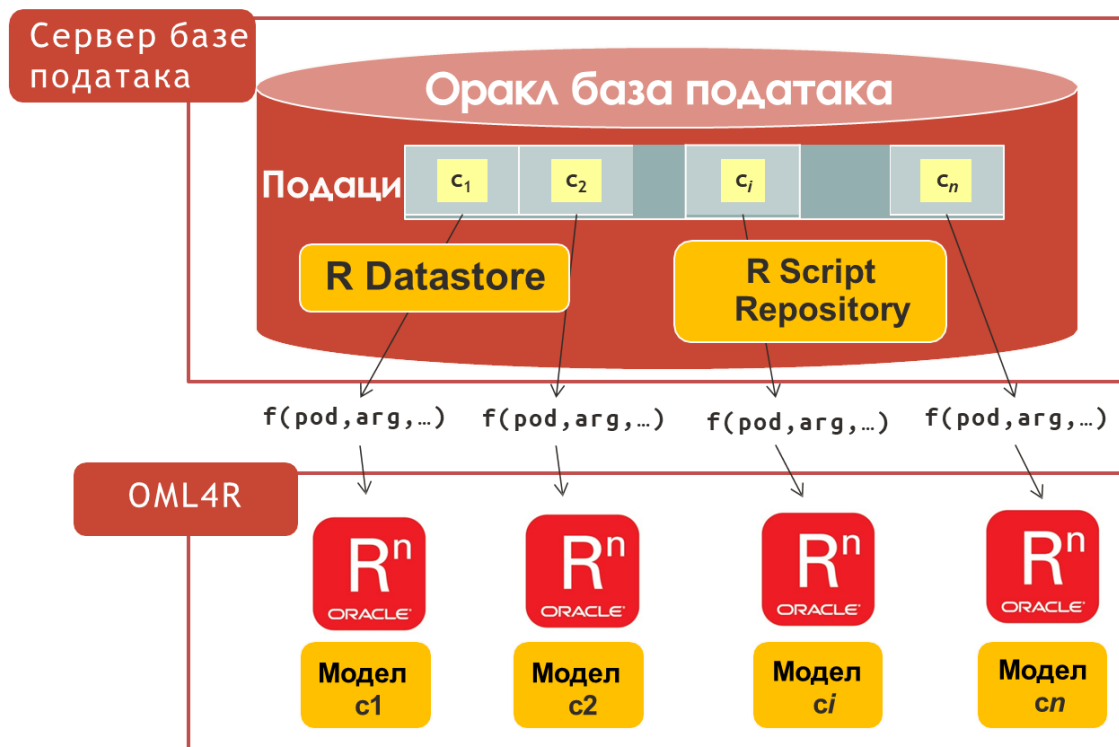 Сервер базе
података
Оракл база података
Подаци c1 c2 ci cn
R Datastore
R Script
Repository
f(pod,arg,…) f(pod,arg,…) f(pod,arg,…) f(pod,arg,…)
OML4R
Rn Rn Rn Rn
ORACLE' ORACLE' ORACLE' ORACLE'
Модел Модел Модел Модел
c1 c2 ci cn